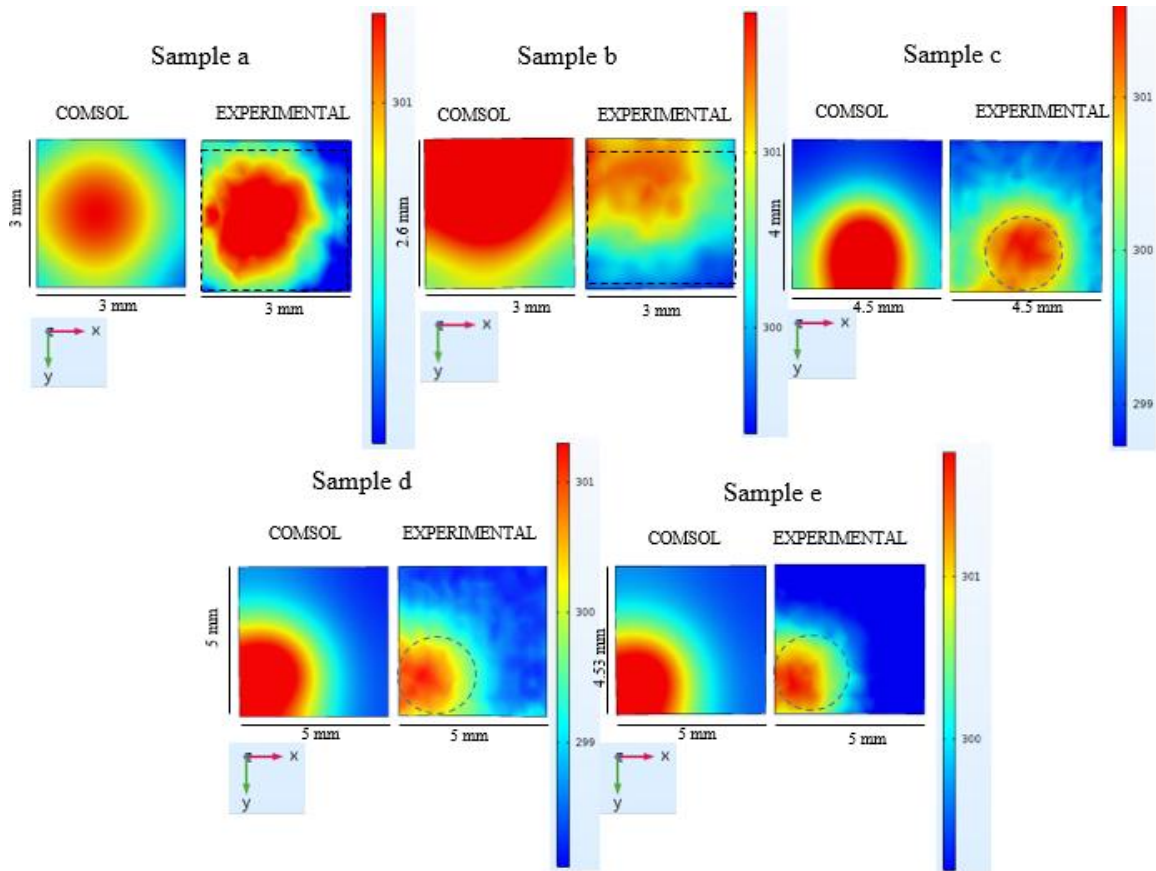 Sample a
COMSOL
EXPERIMENTAL
3 mm
3 mm
3 mm
x
y
301
Sample b
COMSOL
EXPERIMENTAL
2.6 mm
3 mm
3 mm
x
y
301
300
Sample c
COMSOL
EXPERIMENTAL
4 mm
4.5 mm
4.5 mm
x
y
301
300
299
Sample d
COMSOL
EXPERIMENTAL
5 mm
5 mm
5 mm
x
y
301
300
299
Sample e
COMSOL
EXPERIMENTAL
4.53 mm
5 mm
5 mm
x
y
301
300